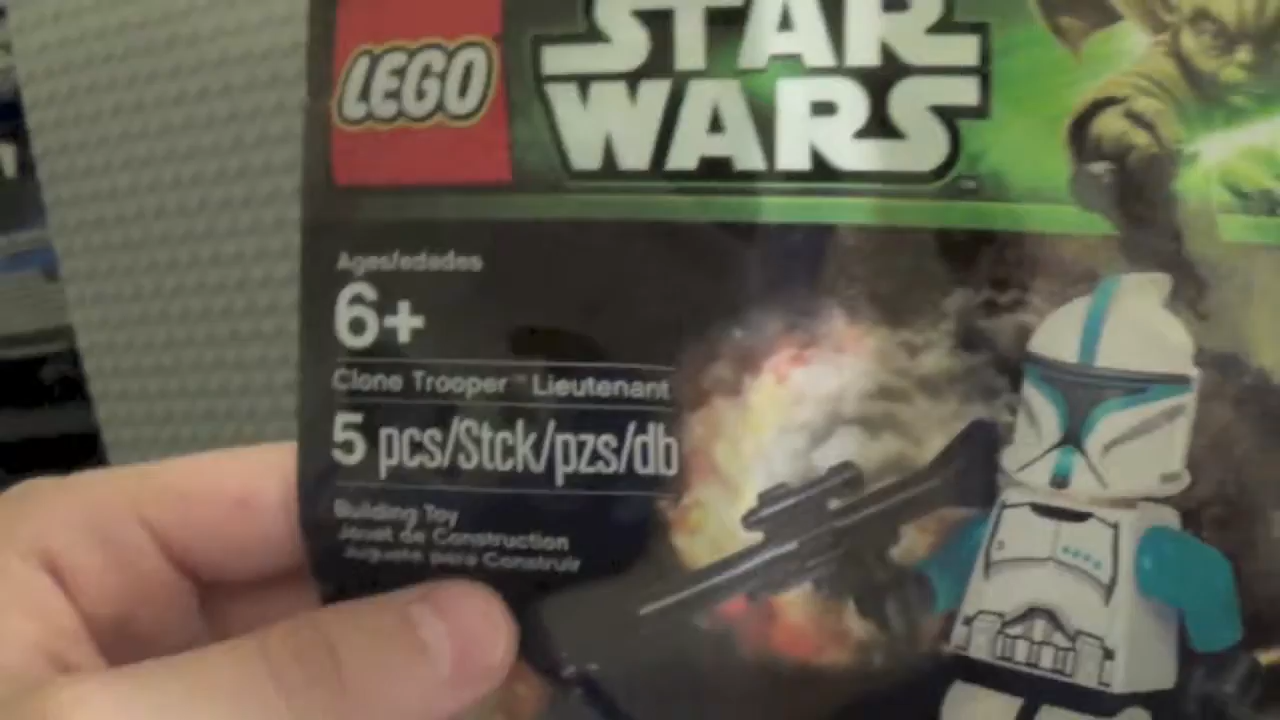 LEGO
STAR
WARS
Ages/edades
6+
Clone Trooper™ Lieutenant
5 pcs/Stck/pzs/db
Building Toy
Jouet de Construction
Juguete para Construir